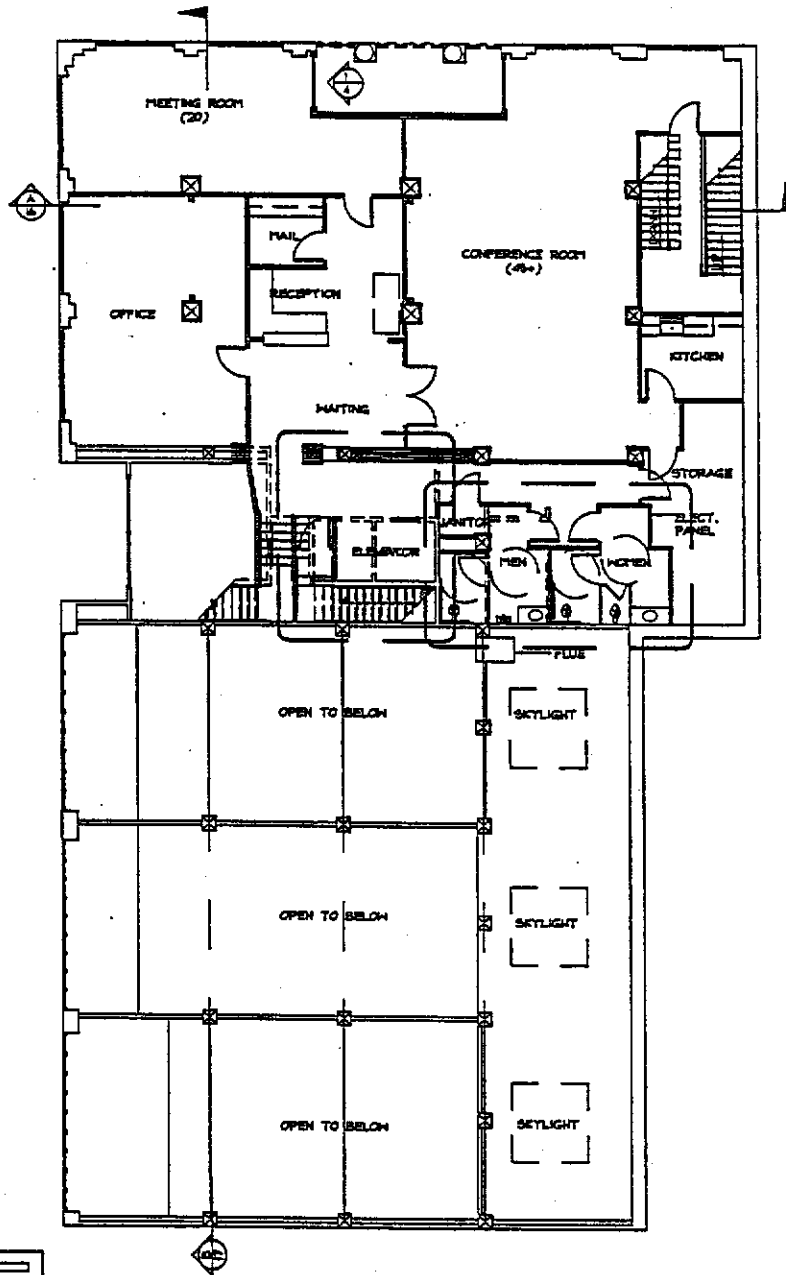 MEETING ROOM
(20)
MAIL
RECEPTION
OFFICE
CONFERENCE ROOM
KITCHEN
WAITING
STORAGE
ELECT.
PANEL
JANITOR
ELEVATOR
MEN
WOMEN
FLUE
OPEN TO BELOW
SKYLIGHT
OPEN TO BELOW
SKYLIGHT
OPEN TO BELOW
SKYLIGHT